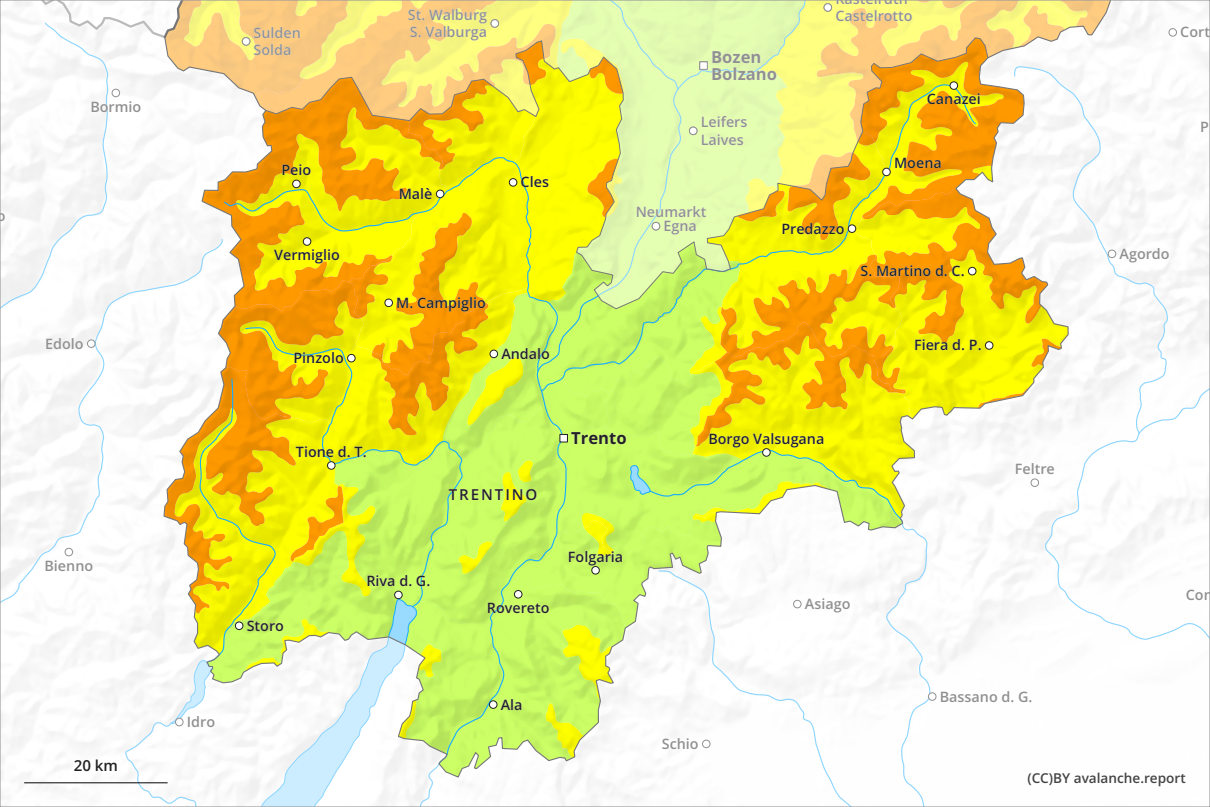 Kastelruth
Castelrotto
St. Walburg
S. Valburga
Sulden
Solda
Cort
Bozen
Bolzano
Bormio
Canazei
Leifers
Laives
P
Moena
Peio
Malè
Cles
Neumarkt
Egna
Predazzo
Vermiglio
Agordo
S. Martino d. C.
M. Campiglio
Edolo
Pinzolo
Andalo
Fiera d. P.
Trento
Borgo Valsugana
Tione d. T.
Feltre
TRENTINO
Bienno
Folgaria
Riva d. G.
Cor
Rovereto
Asiago
Storo
Bassano d. G.
Ala
Idro
Schio
20 km
(CC)BY avalanche.report